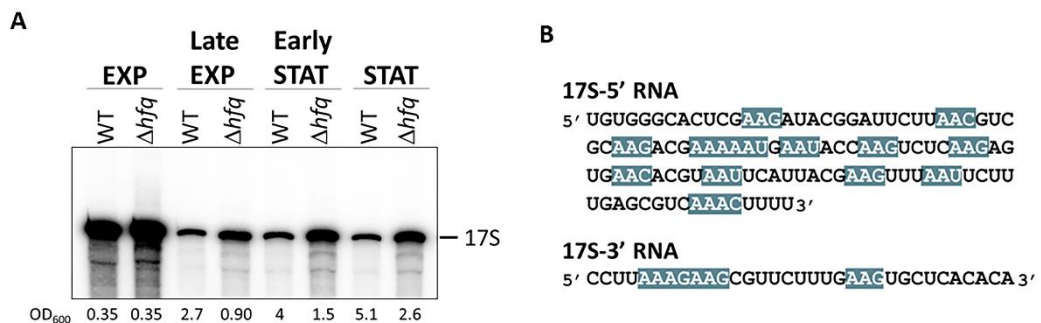 A
B
Late Early
EXP EXP STAT STAT
WT Δhfq WT Δhfq WT Δhfq WT Δhfq
17S
OD600 0.35 0.35 2.7 0.90 4 1.5 5.1 2.6
17S-5' RNA
5' UGUGGGCACUCGAAGAUACGGAUUCUUAACGUC
GCAAGACGAAAAAUGAAUACCAAGUCUCAAGAG
UGAACACGUAAUUCAUUACGAAGUUUAAUUCUU
UGAGCGUCAAACUUUU3'
17S-3' RNA
5' CCUUAAAGAAGCGUUCUUUGAAGUGCUCACACA3'